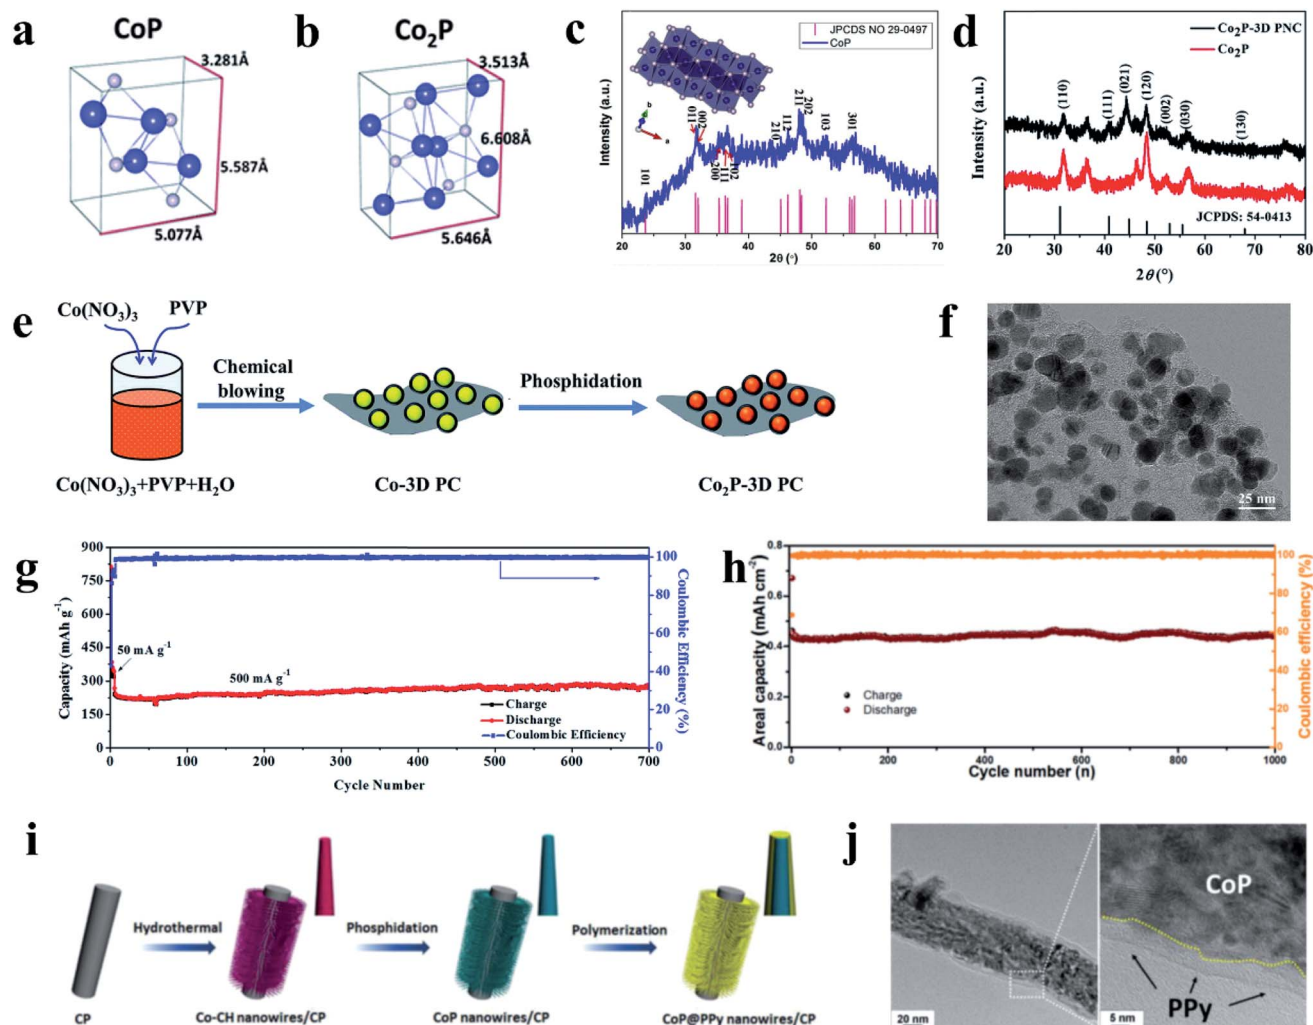 a
CoP
3.281Å
5.587Å
5.077Å
b
Co₂P
3.513Å
6.608Å
5.646Å
c
JPCDS NO 29-0497
CoP
Intensity (a.u.)
b
a
101
011
002
200
111
102
210
112
211
202
103
301
20 30 40 50 60 70
2θ (°)
d
Co₂P-3D PNC
Co₂P
Intensity (a.u.)
(110)
(111)
(021)
(120)
(002)
(030)
(130)
JCPDS: 54-0413
20 30 40 50 60 70 80
2θ (°)
e
Co(NO₃)₃ PVP
Chemical
blowing
Phosphidation
Co(NO₃)₃+PVP+H₂O
Co-3D PC
Co₂P-3D PC
f
25 nm
g
Capacity (mAh g⁻¹)
900
750
600
450
300
150
0
50 mA g⁻¹
500 mA g⁻¹
Charge
Discharge
Coulombic Efficiency
0 100 200 300 400 500 600 700
Cycle Number
100
80
60
40
20
0
Coulombic Efficiency (%)
h
Areal capacity (mAh cm⁻²)
0.8
0.6
0.4
0.2
0.0
Charge
Discharge
0 200 400 600 800 1000
Cycle number (n)
100
80
60
40
20
0
Coulombic efficiency (%)
i
Hydrothermal
Phosphidation
Polymerization
CP
Co-CH nanowires/CP
CoP nanowires/CP
CoP@PPy nanowires/CP
j
20 nm
CoP
PPy
5 nm